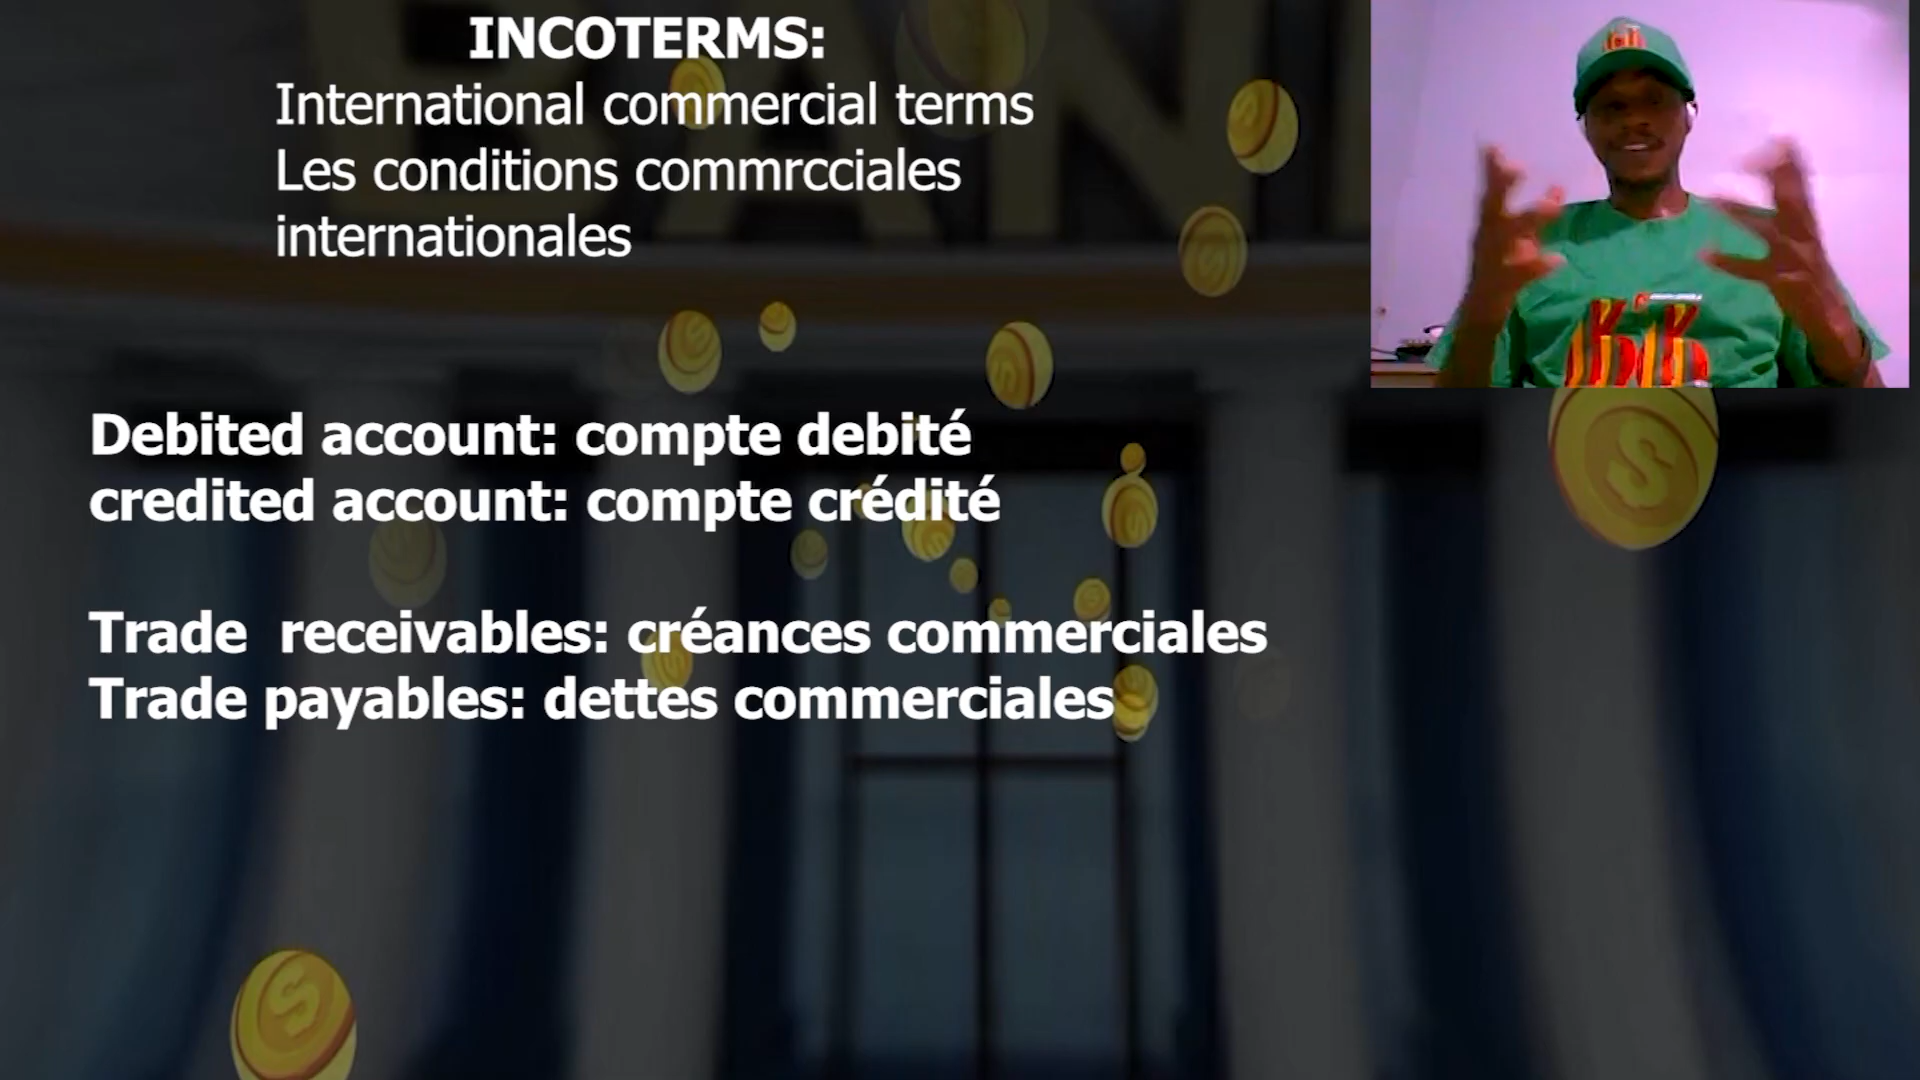 INCOTERMS:
International commercial terms
Les conditions commrcciales
internationales
Debited account: compte debité
credited account: compte crédité
Trade  receivables: créances commerciales
Trade payables: dettes commerciales
BAN